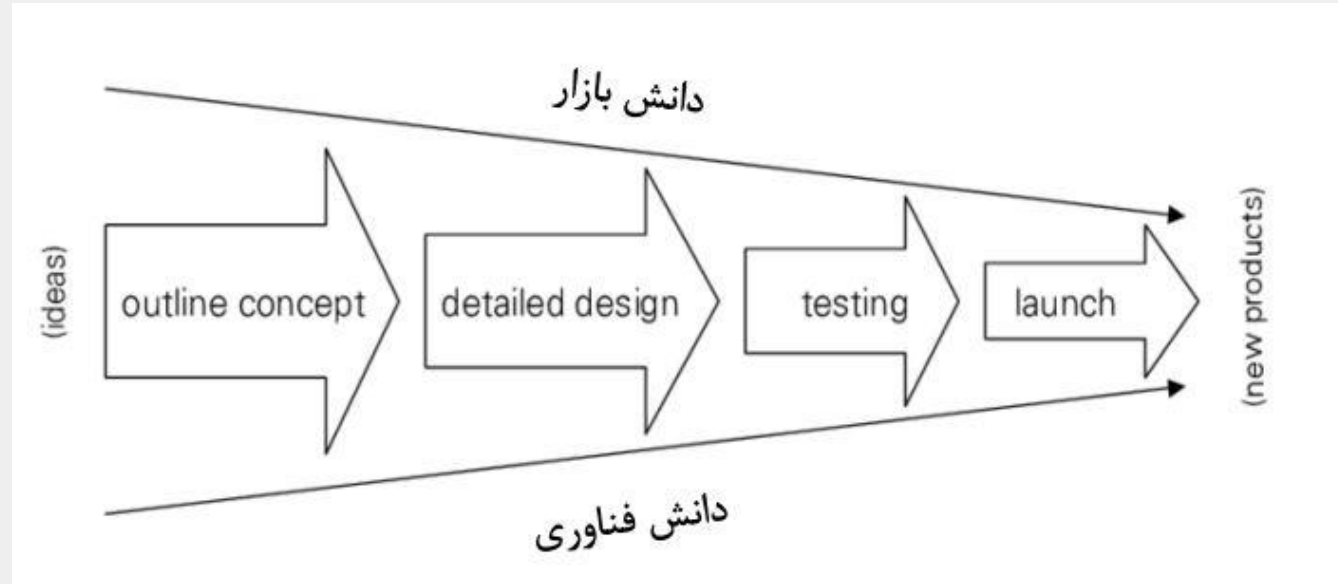 دانش بازار
(ideas)
outline concept
detailed design
testing
launch
(new products)
دانش فناوری